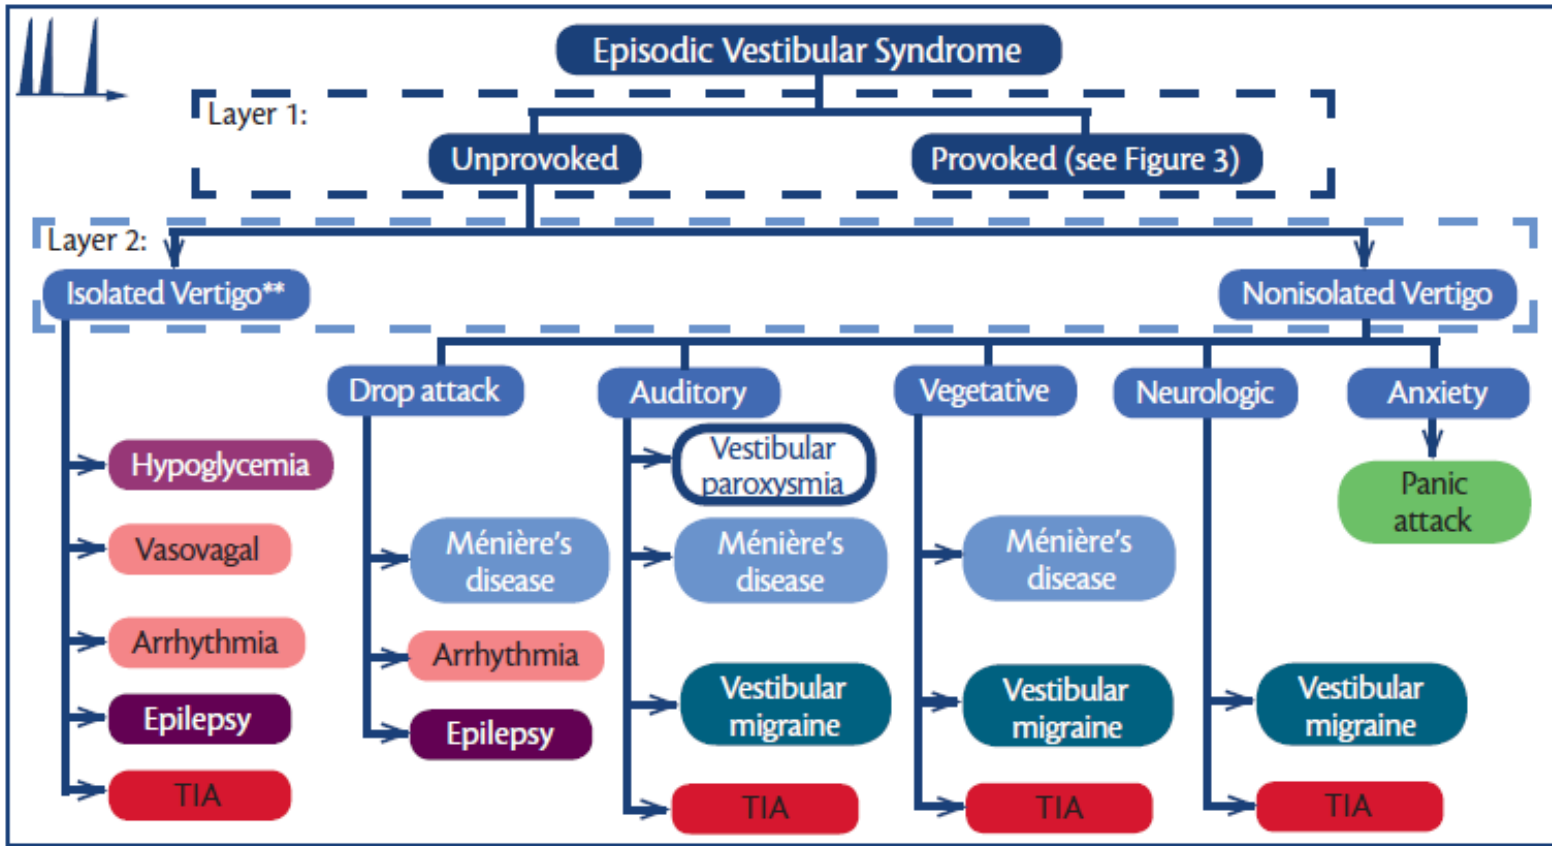 Episodic Vestibular Syndrome
Layer 1:
Unprovoked
Provoked (see Figure 3)
Layer 2:
Isolated Vertigo**
Nonisolated Vertigo
Drop attack
Auditory
Vegetative
Neurologic
Anxiety
Hypoglycemia
Vasovagal
Arrhythmia
Epilepsy
TIA
Ménière's
disease
Arrhythmia
Epilepsy
Vestibular
paroxysmia
Ménière's
disease
Vestibular
migraine
TIA
Ménière's
disease
Vestibular
migraine
TIA
Vestibular
migraine
TIA
Panic
attack